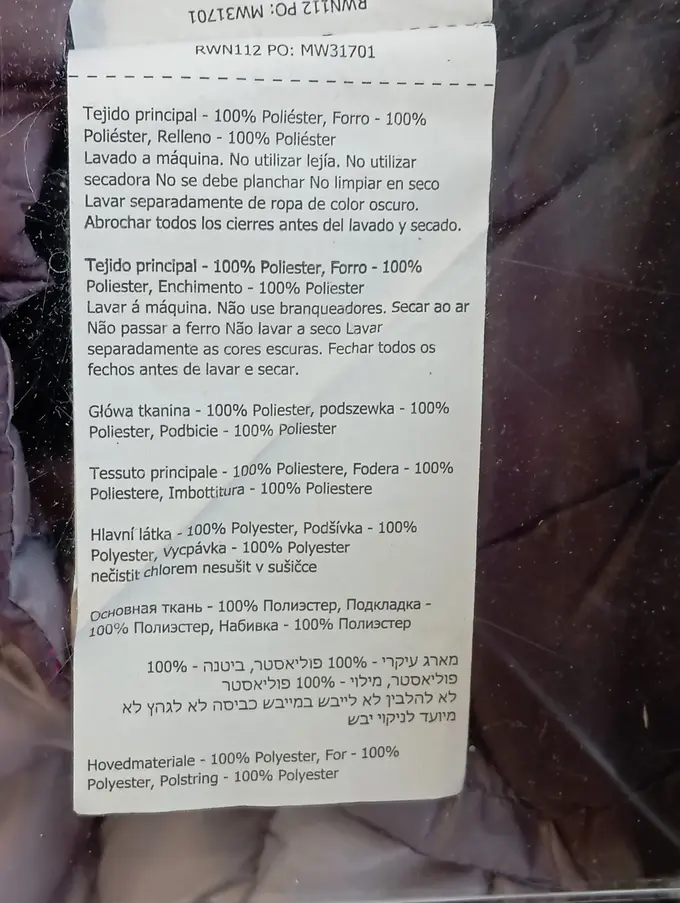 RWN112 PO: MW31701
RWN112 PO: MW31701
Tejido principal - 100% Poliéster, Forro - 100%
Poliéster, Relleno - 100% Poliéster
Lavado a máquina. No utilizar lejía. No utilizar
secadora No se debe planchar No limpiar en seco
Lavar separadamente de ropa de color oscuro.
Abrochar todos los cierres antes del lavado y secado.
Tejido principal - 100% Poliester, Forro - 100%
Poliester, Enchimento - 100% Poliester
Lavar á máquina. Não use branqueadores. Secar ao ar
Não passar a ferro Não lavar a seco Lavar
separadamente as cores escuras. Fechar todos os
fechos antes de lavar e secar.
Główa tkanina - 100% Poliester, podszewka - 100%
Poliester, Podbicie - 100% Poliester
Tessuto principale - 100% Poliestere, Fodera - 100%
Poliestere, Imbottitura - 100% Poliestere
Hlavní látka - 100% Polyester, Podšívka - 100%
Polyester, Vycpávka - 100% Polyester
nečistit chlorem nesušit v sušičce
Основная ткань - 100% Полиэстер, Подкладка -
100% Полиэстер, Набивка - 100% Полиэстер
מארג עיקרי - 100% פוליאסטר, ביטנה - 100%
פוליאסטר, מילוי - 100% פוליאסטר
לא להלבין לא לייבש במייבש כביסה לא לגהץ לא
מיועד לניקוי יבש
Hovedmateriale - 100% Polyester, For - 100%
Polyester, Polstring - 100% Polyester